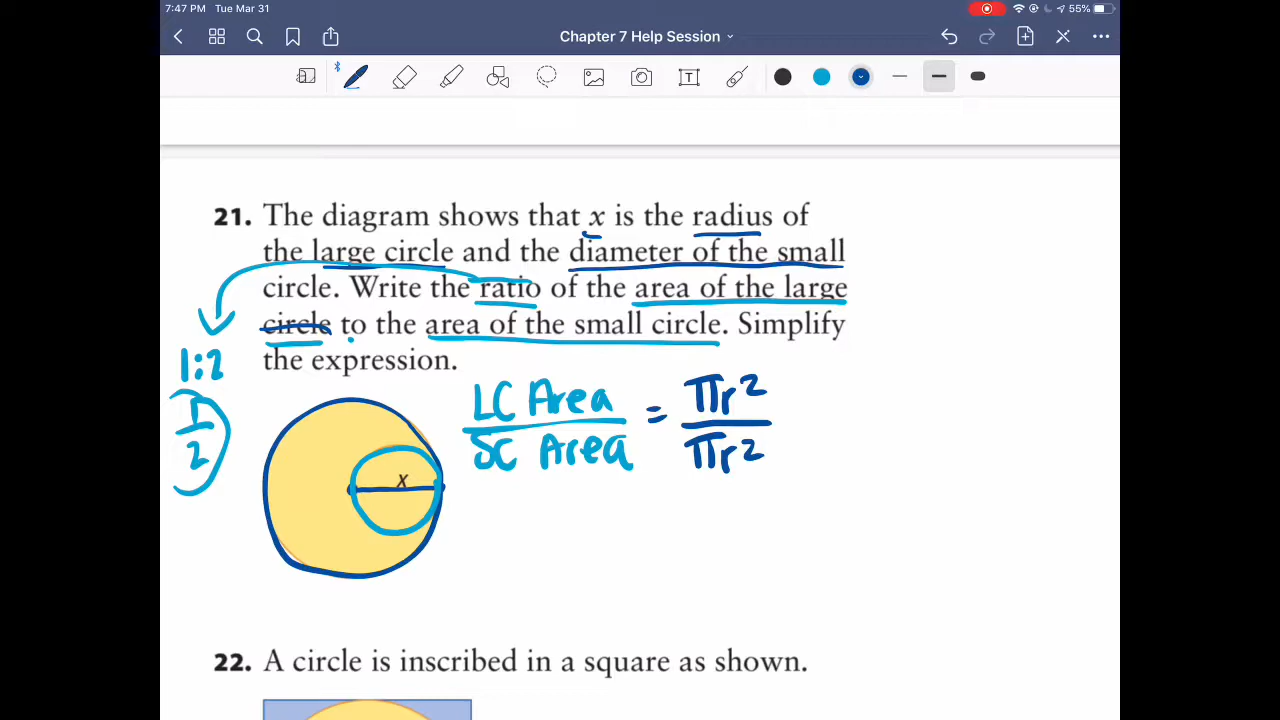 7:47 PM Tue Mar 31
55%
Chapter 7 Help Session
21. The diagram shows that x is the radius of
the large circle and the diameter of the small
circle. Write the ratio of the area of the large
circle to the area of the small circle. Simplify
the expression.
1:2
1/2
LC Area / SC Area = πr² / πr²
x
22. A circle is inscribed in a square as shown.